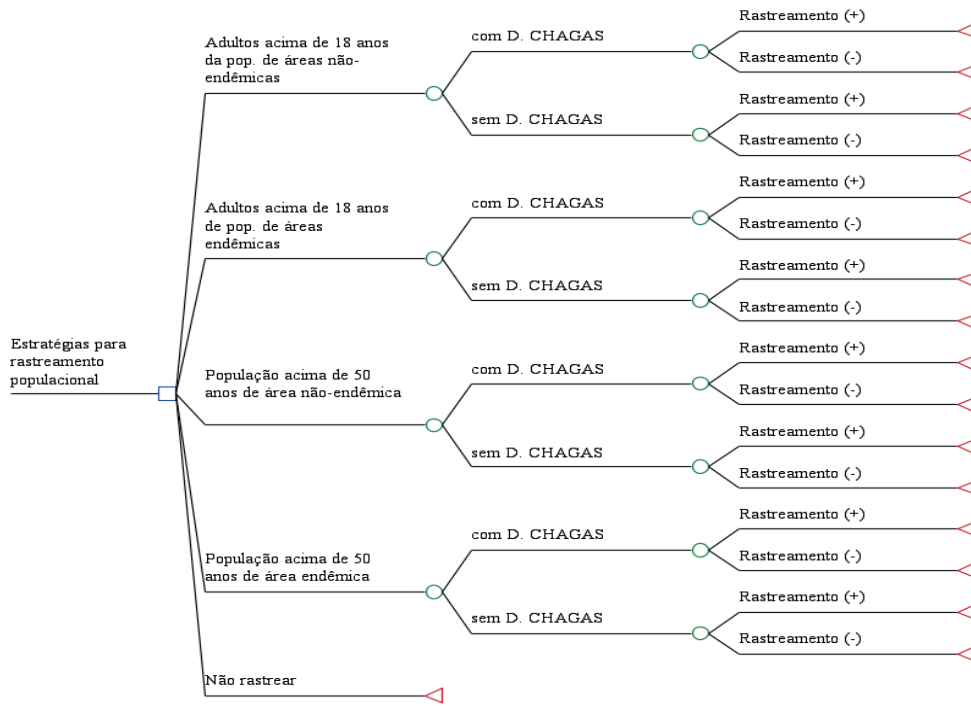 Estratégias para
rastreamento
populacional
Adultos acima de 18 anos
da pop. de áreas não-
endêmicas
com D. CHAGAS
Rastreamento (+)
Rastreamento (-)
sem D. CHAGAS
Rastreamento (+)
Rastreamento (-)
Adultos acima de 18 anos
de pop. de áreas
endêmicas
com D. CHAGAS
Rastreamento (+)
Rastreamento (-)
sem D. CHAGAS
Rastreamento (+)
Rastreamento (-)
População acima de 50
anos de área não-endêmica
com D. CHAGAS
Rastreamento (+)
Rastreamento (-)
sem D. CHAGAS
Rastreamento (+)
Rastreamento (-)
População acima de 50
anos de área endêmica
com D. CHAGAS
Rastreamento (+)
Rastreamento (-)
sem D. CHAGAS
Rastreamento (+)
Rastreamento (-)
Não rastrear